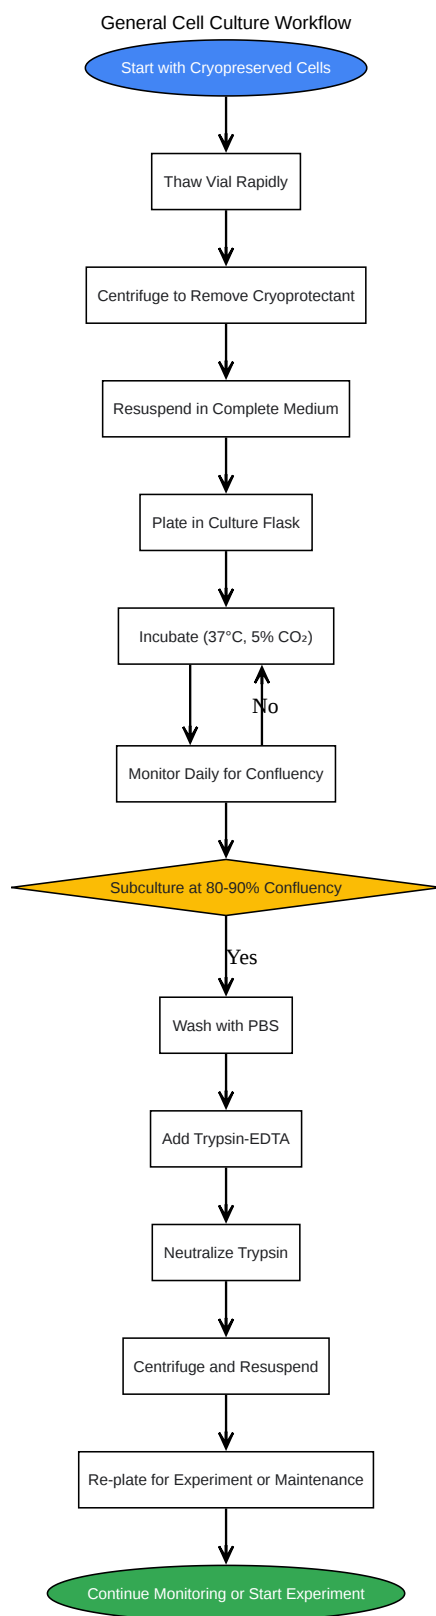 General Cell Culture Workflow
Start with Cryopreserved Cells
Thaw Vial Rapidly
Centrifuge to Remove Cryoprotectant
Resuspend in Complete Medium
Plate in Culture Flask
Incubate (37°C, 5% CO₂)
No
Monitor Daily for Confluency
Subculture at 80-90% Confluency
Yes
Wash with PBS
Add Trypsin-EDTA
Neutralize Trypsin
Centrifuge and Resuspend
Re-plate for Experiment or Maintenance
Continue Monitoring or Start Experiment